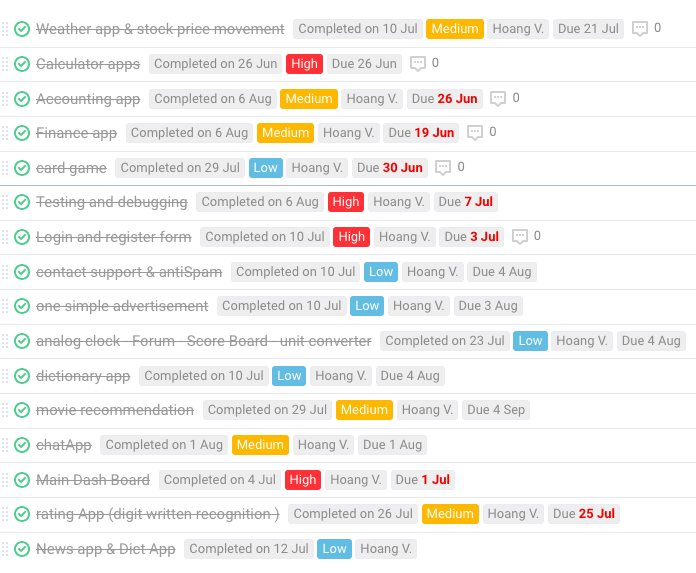 Weather app & stock price movement Completed on 10 Jul Medium Hoang V. Due 21 Jul 0
Calculator apps Completed on 26 Jun High Due 26 Jun 0
Accounting app Completed on 6 Aug Medium Hoang V. Due 26 Jun 0
Finance app Completed on 6 Aug Medium Hoang V. Due 19 Jun 0
card game Completed on 29 Jul Low Hoang V. Due 30 Jun 0
Testing and debugging Completed on 6 Aug High Hoang V. Due 7 Jul
Login and register form Completed on 10 Jul High Hoang V. Due 3 Jul 0
contact support & antiSpam Completed on 10 Jul Low Hoang V. Due 4 Aug
one simple advertisement Completed on 10 Jul Low Hoang V. Due 3 Aug
analog clock - Forum - Score Board - unit converter Completed on 23 Jul Low Hoang V. Due 4 Aug
dictionary app Completed on 10 Jul Low Hoang V. Due 4 Aug
movie recommendation Completed on 29 Jul Medium Hoang V. Due 4 Sep
chatApp Completed on 1 Aug Medium Hoang V. Due 1 Aug
Main Dash Board Completed on 4 Jul High Hoang V. Due 1 Jul
rating App (digit written recognition ) Completed on 26 Jul Medium Hoang V. Due 25 Jul
News app & Dict App Completed on 12 Jul Low Hoang V.